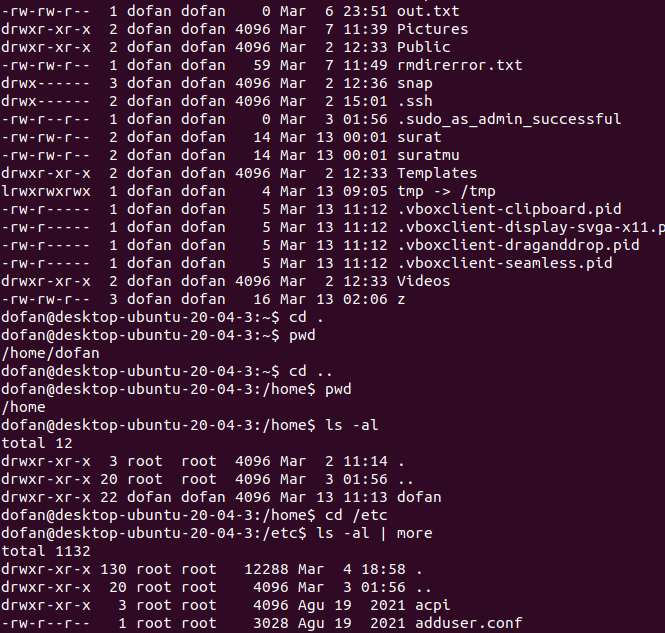 -rw-rw-r--  1 dofan dofan    0 Mar  6 23:51 out.txt
drwxr-xr-x  2 dofan dofan 4096 Mar  7 11:39 Pictures
drwxr-xr-x  2 dofan dofan 4096 Mar  2 12:33 Public
-rw-rw-r--  1 dofan dofan   59 Mar  7 11:49 rmdirerror.txt
drwx------  3 dofan dofan 4096 Mar  2 12:36 snap
drwx------  2 dofan dofan 4096 Mar  2 15:01 .ssh
-rw-r--r--  1 dofan dofan    0 Mar  3 01:56 .sudo_as_admin_successful
-rw-rw-r--  2 dofan dofan   14 Mar 13 00:01 surat
-rw-rw-r--  2 dofan dofan   14 Mar 13 00:01 suratmu
drwxr-xr-x  2 dofan dofan 4096 Mar  2 12:33 Templates
lrwxrwxrwx  1 dofan dofan    4 Mar 13 09:05 tmp -> /tmp
-rw-r-----  1 dofan dofan    5 Mar 13 11:12 .vboxclient-clipboard.pid
-rw-r-----  1 dofan dofan    5 Mar 13 11:12 .vboxclient-display-svga-x11.p
-rw-r-----  1 dofan dofan    5 Mar 13 11:12 .vboxclient-draganddrop.pid
-rw-r-----  1 dofan dofan    5 Mar 13 11:12 .vboxclient-seamless.pid
drwxr-xr-x  2 dofan dofan 4096 Mar  2 12:33 Videos
-rw-rw-r--  3 dofan dofan   16 Mar 13 02:06 z
dofan@desktop-ubuntu-20-04-3:~$ cd .
dofan@desktop-ubuntu-20-04-3:~$ pwd
/home/dofan
dofan@desktop-ubuntu-20-04-3:~$ cd ..
dofan@desktop-ubuntu-20-04-3:/home$ pwd
/home
dofan@desktop-ubuntu-20-04-3:/home$ ls -al
total 12
drwxr-xr-x  3 root  root  4096 Mar  2 11:14 .
drwxr-xr-x 20 root  root  4096 Mar  3 01:56 ..
drwxr-xr-x 22 dofan dofan 4096 Mar 13 11:13 dofan
dofan@desktop-ubuntu-20-04-3:/home$ cd /etc
dofan@desktop-ubuntu-20-04-3:/etc$ ls -al | more
total 1132
drwxr-xr-x 130 root root   12288 Mar  4 18:58 .
drwxr-xr-x  20 root root    4096 Mar  3 01:56 ..
drwxr-xr-x   3 root root    4096 Agu 19  2021 acpi
-rw-r--r--   1 root root    3028 Agu 19  2021 adduser.conf